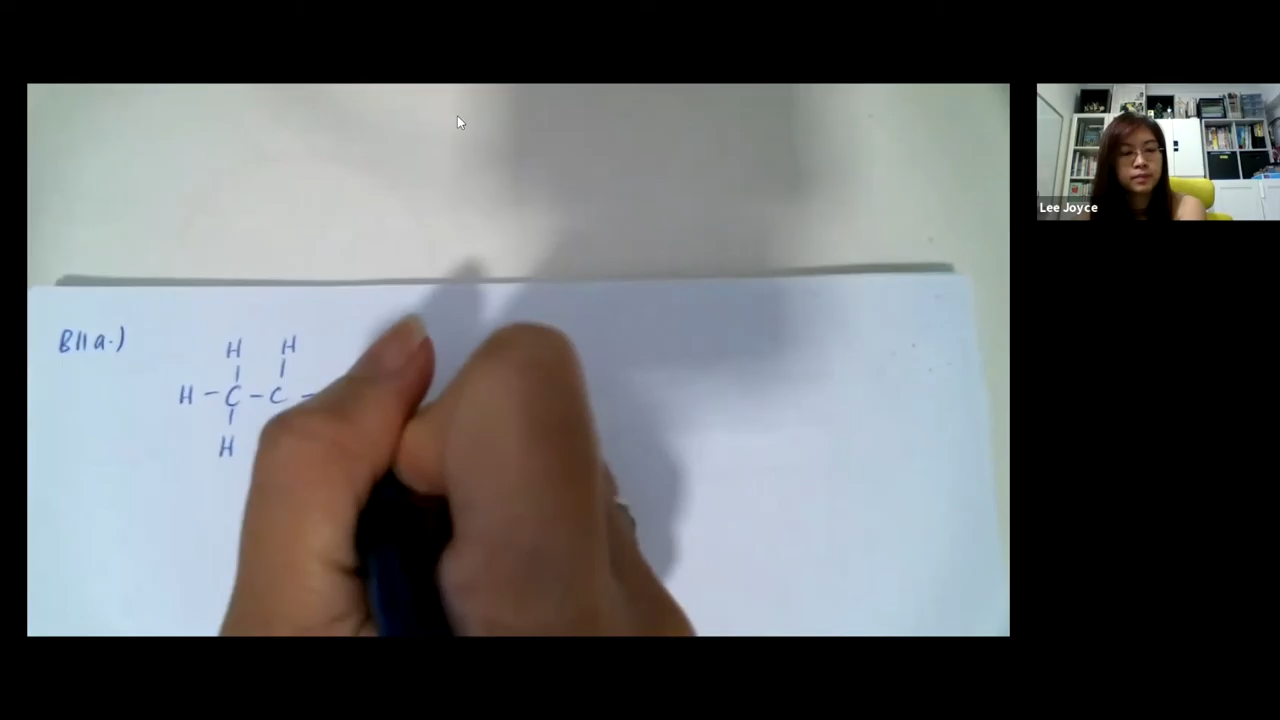 B11 a.)
H H
H - C - C -
H
Lee Joyce